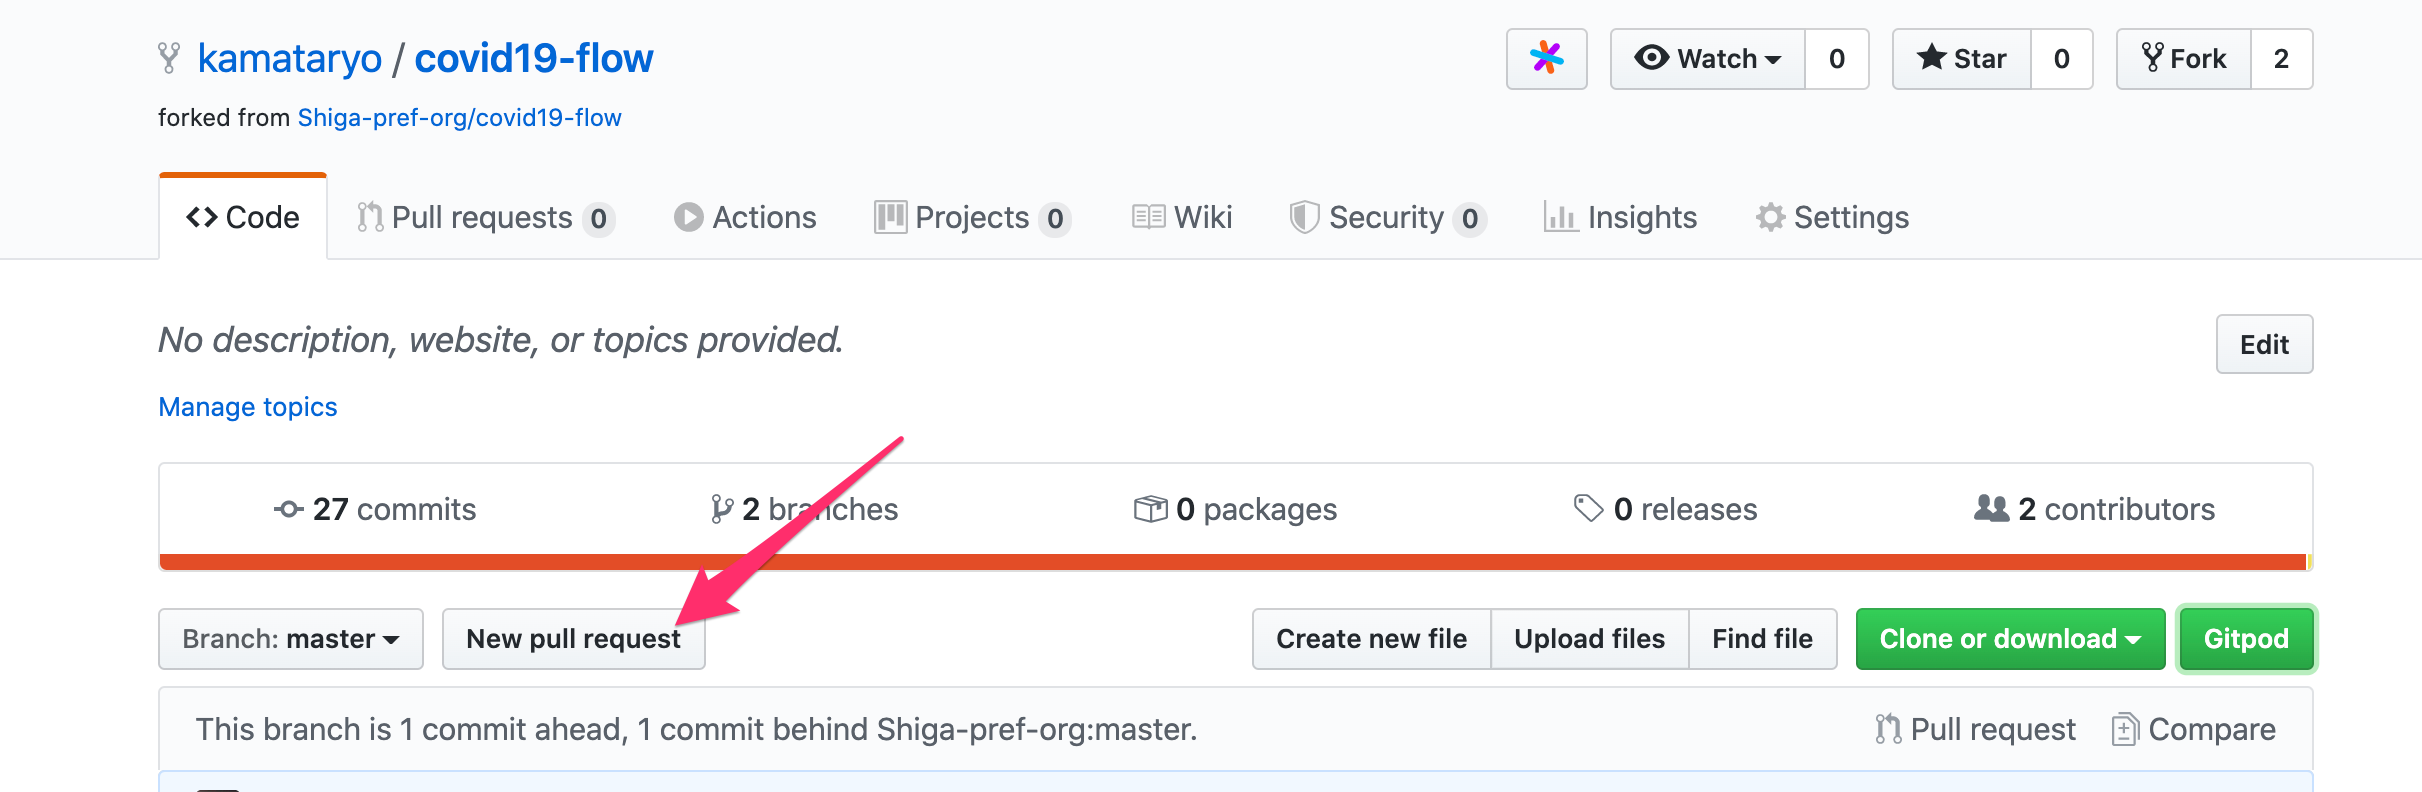 kamataryo / covid19-flow
Watch 0 Star 0 Fork 2
forked from Shiga-pref-org/covid19-flow
Code Pull requests 0 Actions Projects 0 Wiki Security 0 Insights Settings
No description, website, or topics provided.
Edit
Manage topics
27 commits 2 branches 0 packages 0 releases 2 contributors
Branch: master New pull request Create new file Upload files Find file Clone or download Gitpod
This branch is 1 commit ahead, 1 commit behind Shiga-pref-org:master. Pull request Compare